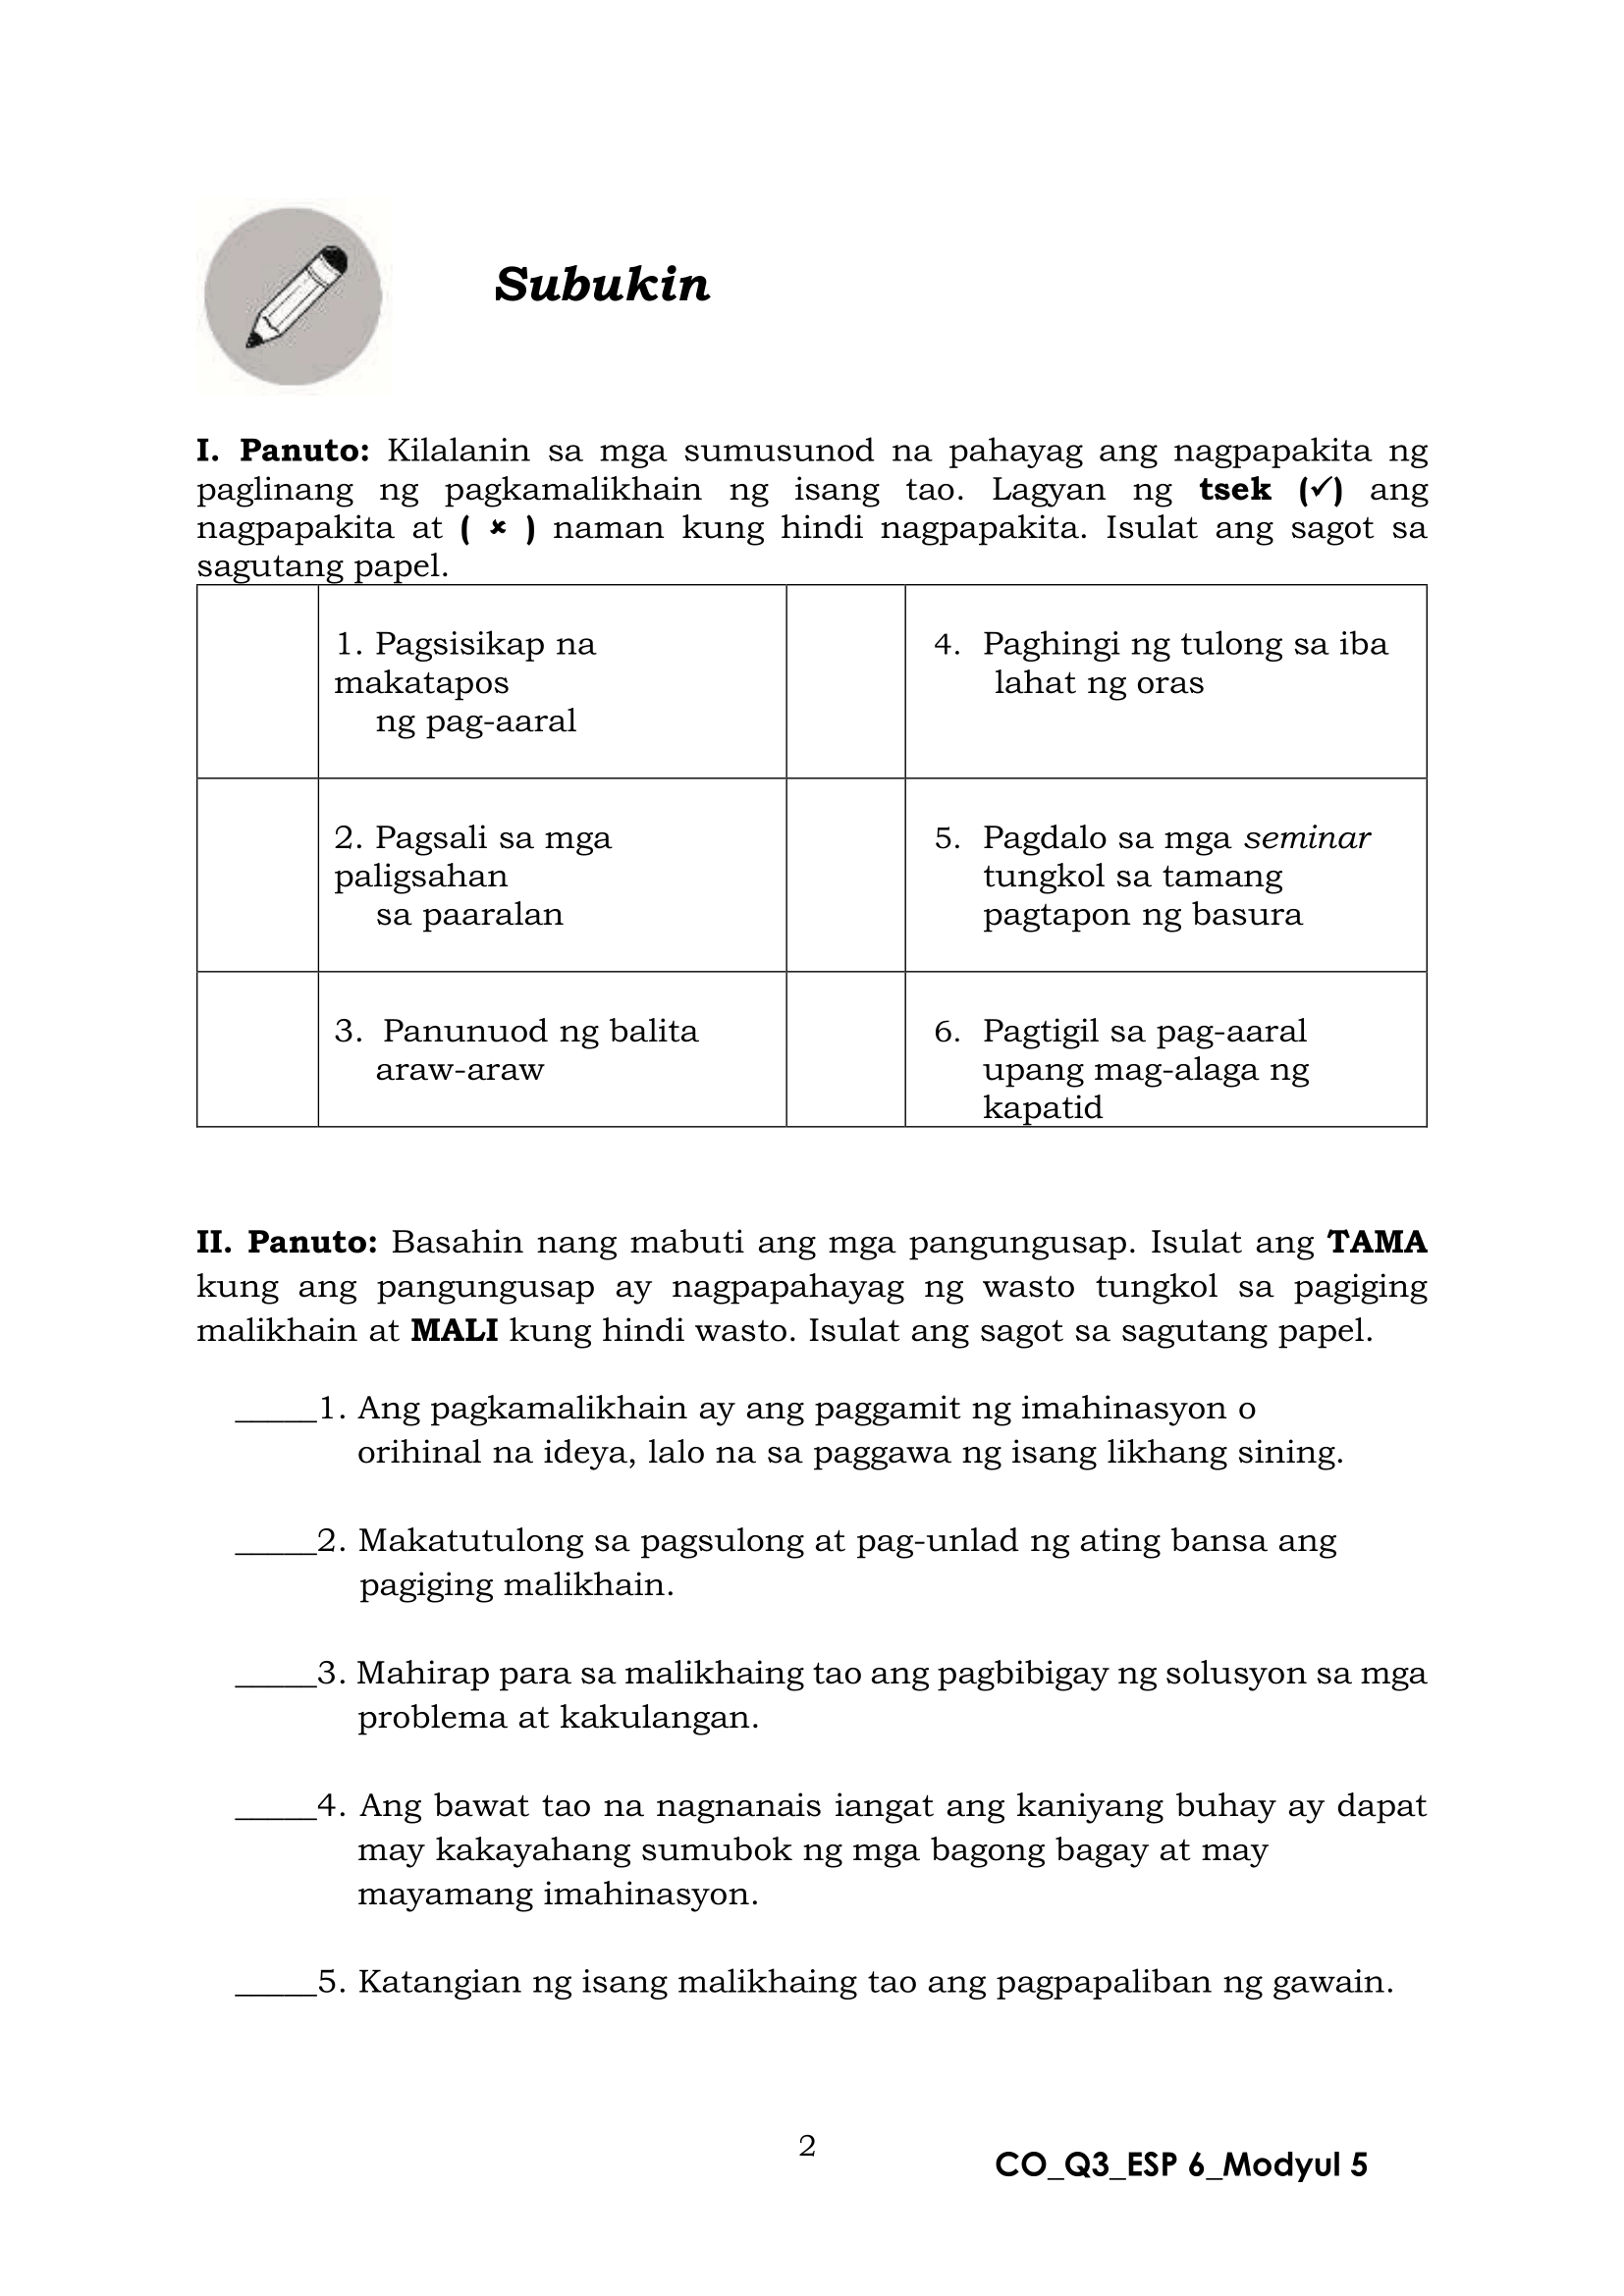 Subukin
I. Panuto: Kilalanin sa mga sumusunod na pahayag ang nagpapakita ng
paglinang ng pagkamalikhain ng isang tao. Lagyan ng tsek (✓) ang
nagpapakita at ( × ) naman kung hindi nagpapakita. Isulat ang sagot sa
sagutang papel.
1. Pagsisikap na
makatapos
ng pag-aaral
4. Paghingi ng tulong sa iba
lahat ng oras
2. Pagsali sa mga
paligsahan
sa paaralan
5. Pagdalo sa mga seminar
tungkol sa tamang
pagtapon ng basura
3. Panunuod ng balita
araw-araw
6. Pagtigil sa pag-aaral
upang mag-alaga ng
kapatid
II. Panuto: Basahin nang mabuti ang mga pangungusap. Isulat ang TAMA
kung ang pangungusap ay nagpapahayag ng wasto tungkol sa pagiging
malikhain at MALI kung hindi wasto. Isulat ang sagot sa sagutang papel.
_____1. Ang pagkamalikhain ay ang paggamit ng imahinasyon o
orihinal na ideya, lalo na sa paggawa ng isang likhang sining.
_____2. Makatutulong sa pagsulong at pag-unlad ng ating bansa ang
pagiging malikhain.
_____3. Mahirap para sa malikhaing tao ang pagbibigay ng solusyon sa mga
problema at kakulangan.
_____4. Ang bawat tao na nagnanais iangat ang kaniyang buhay ay dapat
may kakayahang sumubok ng mga bagong bagay at may
mayamang imahinasyon.
_____5. Katangian ng isang malikhaing tao ang pagpapaliban ng gawain.
2
CO_Q3_ESP 6_Modyul 5